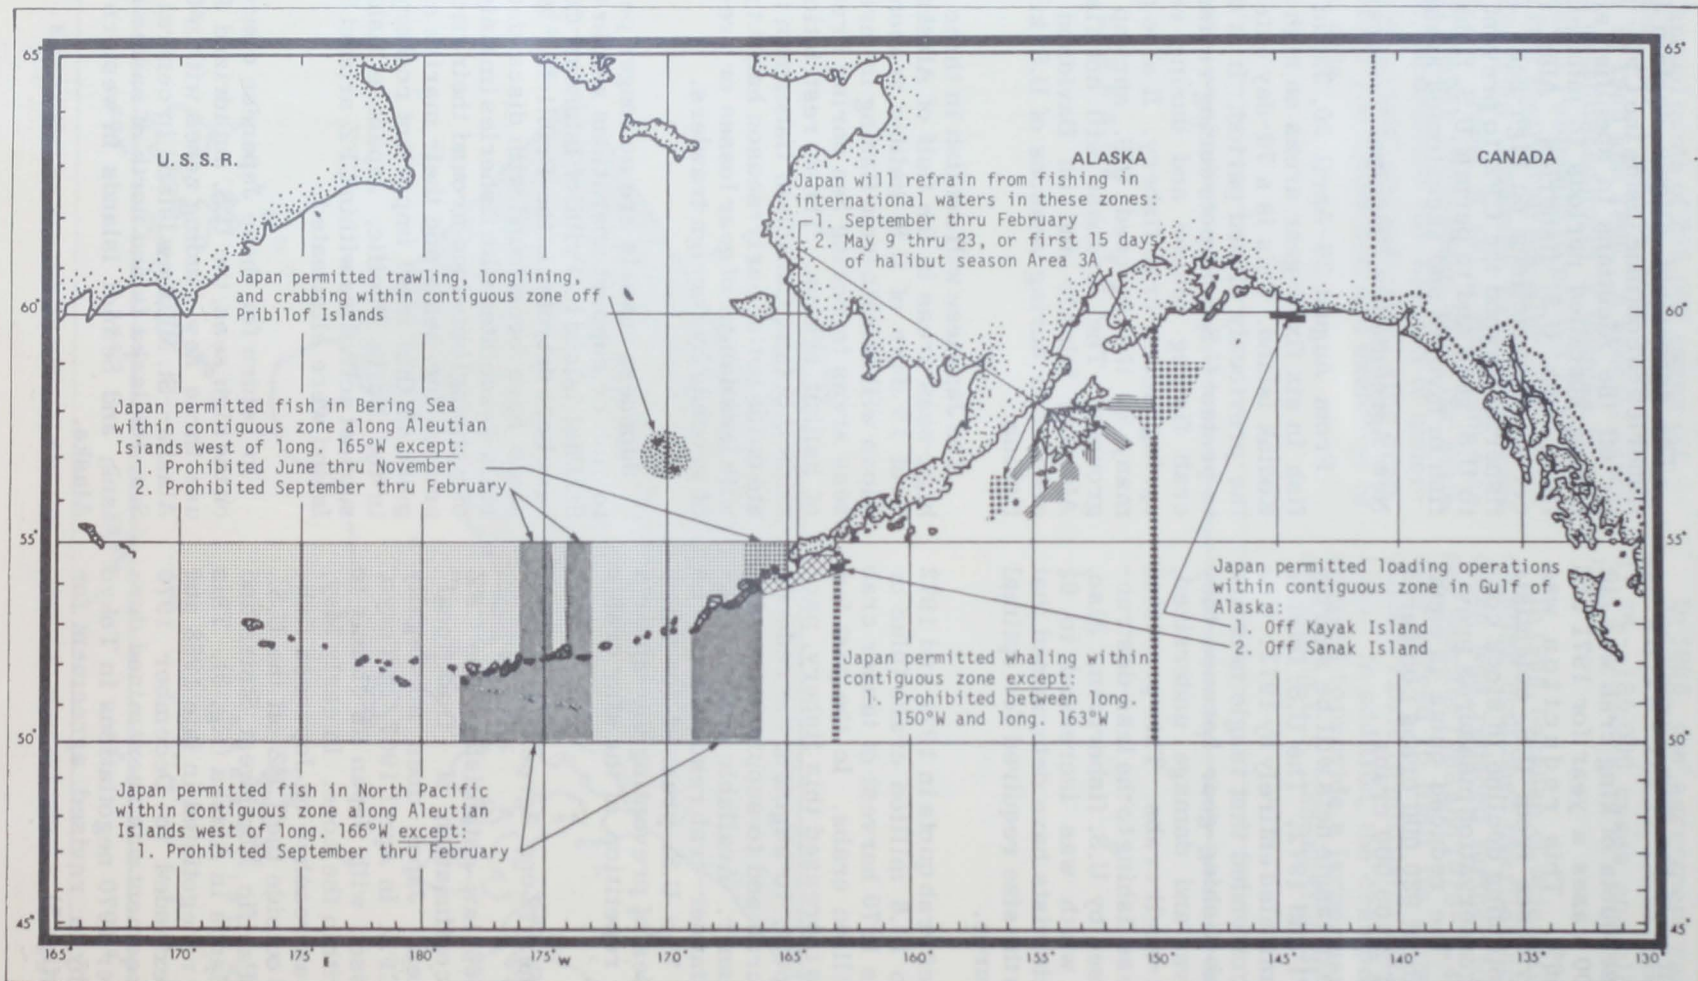 65°
65°
U.S.S.R.
ALASKA
CANADA
Japan will refrain from fishing in
international waters in these zones:
1. September thru February
2. May 9 thru 23, or first 15 days
of halibut season Area 3A
Japan permitted trawling, longlining,
and crabbing within contiguous zone off
Pribilof Islands
60°
60°
Japan permitted fish in Bering Sea
within contiguous zone along Aleutian
Islands west of long. 165°W except:
1. Prohibited June thru November
2. Prohibited September thru February
55°
55°
Japan permitted loading operations
within contiguous zone in Gulf of
Alaska:
1. Off Kayak Island
2. Off Sanak Island
Japan permitted whaling within
contiguous zone except:
1. Prohibited between long.
150°W and long. 163°W
50°
50°
Japan permitted fish in North Pacific
within contiguous zone along Aleutian
Islands west of long. 166°W except:
1. Prohibited September thru February
45°
45°
165° 170° 175° E 180° 175° W 170° 165° 160° 155° 150° 145° 140° 135° 130°